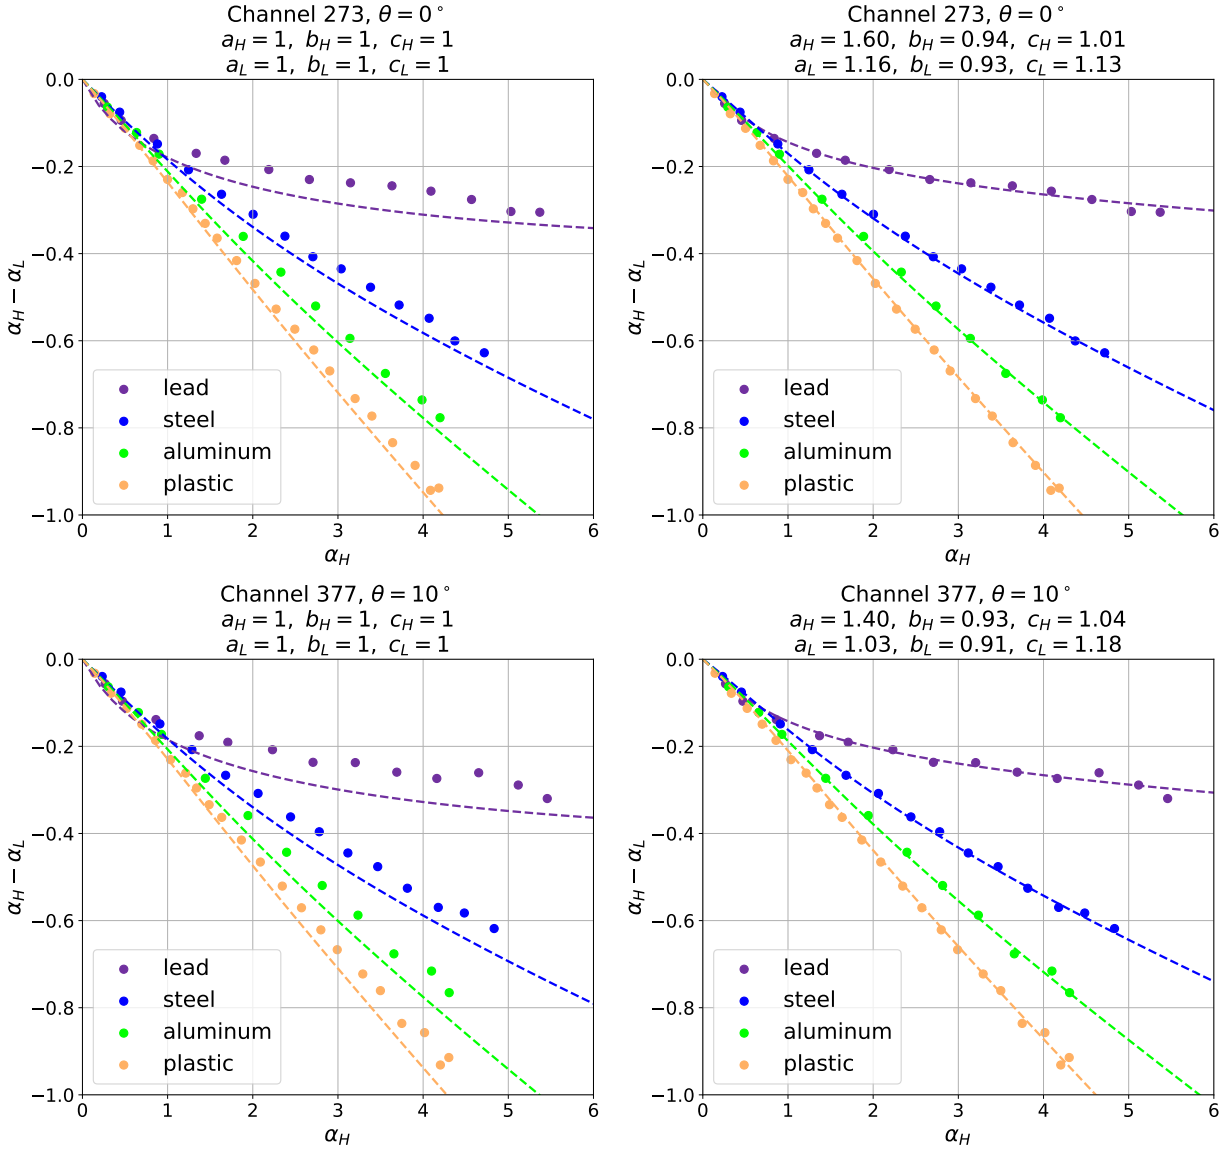 Channel 273, θ = 0°
a_H = 1, b_H = 1, c_H = 1
a_L = 1, b_L = 1, c_L = 1
0.0
−0.2
−0.4
−0.6
−0.8
−1.0
α_H − α_L
lead
steel
aluminum
plastic
0 1 2 3 4 5 6
α_H
Channel 273, θ = 0°
a_H = 1.60, b_H = 0.94, c_H = 1.01
a_L = 1.16, b_L = 0.93, c_L = 1.13
0.0
−0.2
−0.4
−0.6
−0.8
−1.0
α_H − α_L
lead
steel
aluminum
plastic
0 1 2 3 4 5 6
α_H
Channel 377, θ = 10°
a_H = 1, b_H = 1, c_H = 1
a_L = 1, b_L = 1, c_L = 1
0.0
−0.2
−0.4
−0.6
−0.8
−1.0
α_H − α_L
lead
steel
aluminum
plastic
0 1 2 3 4 5 6
α_H
Channel 377, θ = 10°
a_H = 1.40, b_H = 0.93, c_H = 1.04
a_L = 1.03, b_L = 0.91, c_L = 1.18
0.0
−0.2
−0.4
−0.6
−0.8
−1.0
α_H − α_L
lead
steel
aluminum
plastic
0 1 2 3 4 5 6
α_H